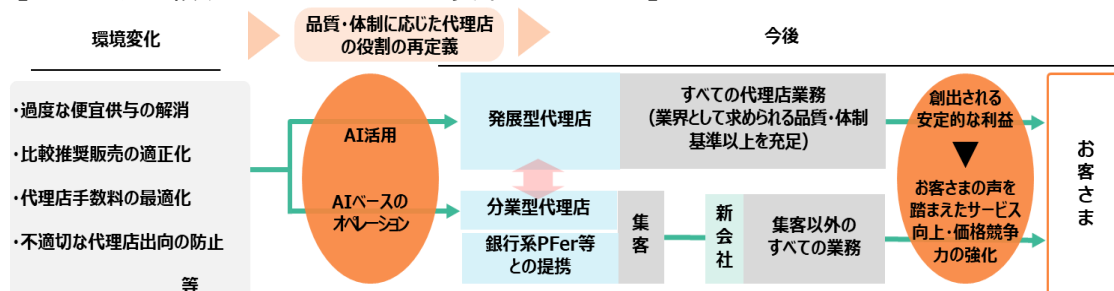 環境変化
品質・体制に応じた代理店
の役割の再定義
今後
・過度な便宜供与の解消
・比較推奨販売の適正化
・代理店手数料の最適化
・不適切な代理店出向の防止
等
AI活用
AIベースの
オペレーション
発展型代理店
すべての代理店業務
(業界として求められる品質・体制
基準以上を充足)
分業型代理店
銀行系PFer等
との提携
集客
新会社
集客以外の
すべての業務
創出される
安定的な利益
▼
お客さまの声を
踏まえたサービス
向上・価格競争
力の強化
お客さま